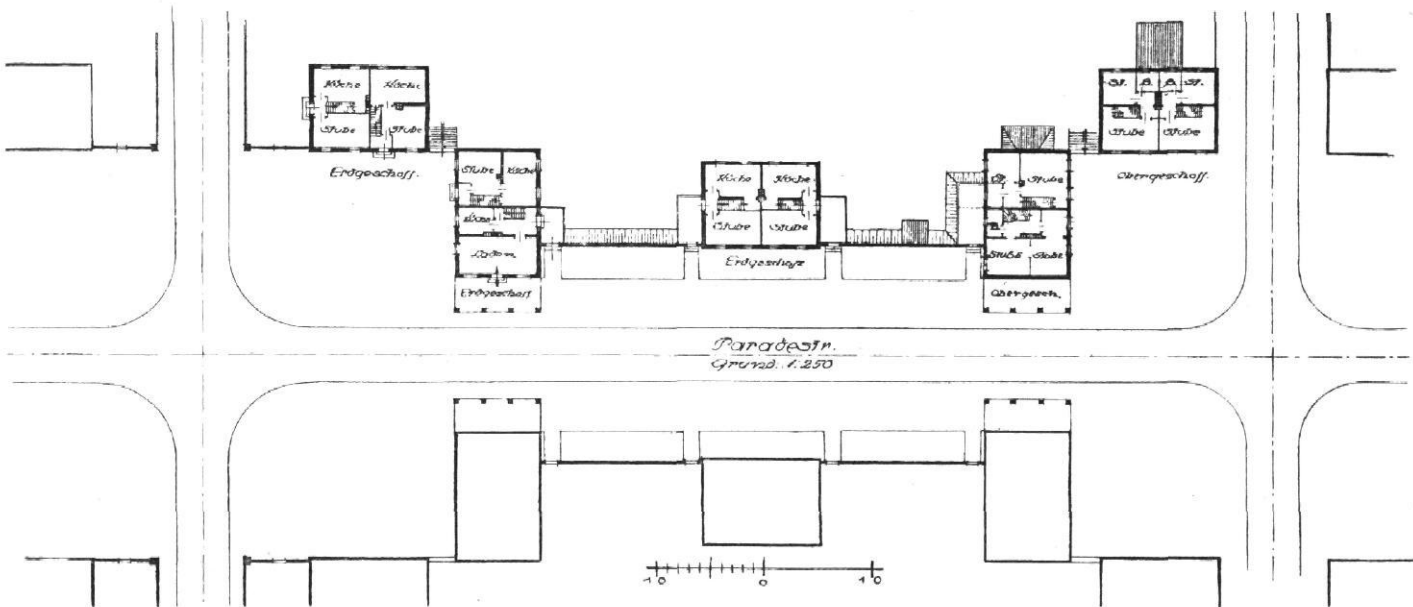 Küche Küche
Stube Stube
Erdgeschoss.
Stube Küche
Laden
Erdgeschoss
Küche Küche
Stube Stube
Erdgeschoss
St. Stube
Stube Stube
Obergesch.
St. St.
Stube Stube
Obergeschoss.
Paradestr.
Grund. 1:250
10 0 10